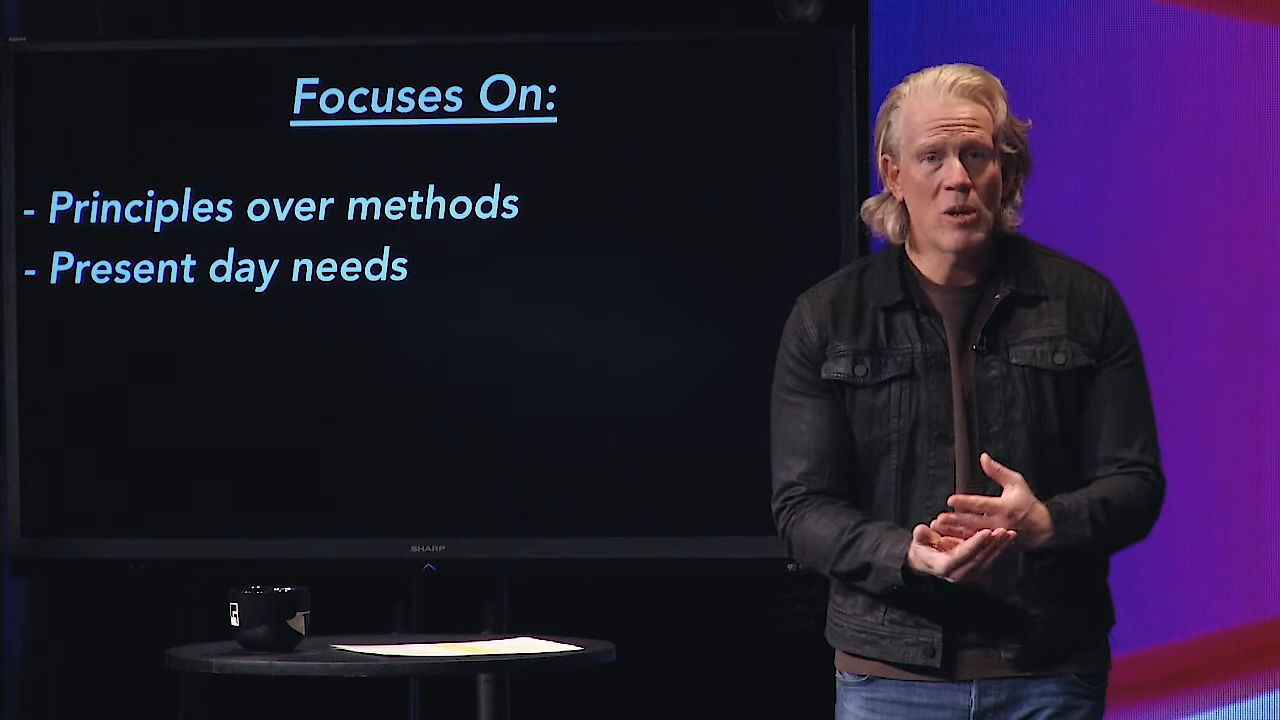 Focuses On:
- Principles over methods
- Present day needs
SHARP